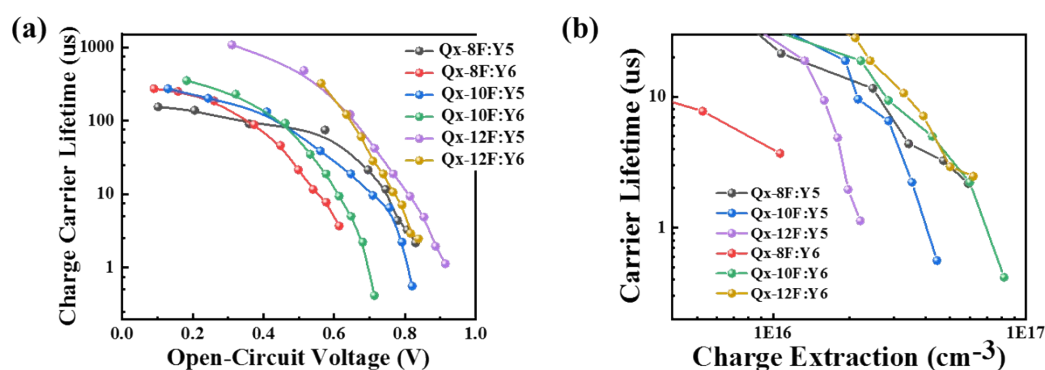 (a)
Charge Carrier Lifetime (us)
1000
100
10
1
0.0 0.2 0.4 0.6 0.8 1.0
Open-Circuit Voltage (V)
Qx-8F:Y5
Qx-8F:Y6
Qx-10F:Y5
Qx-10F:Y6
Qx-12F:Y5
Qx-12F:Y6
(b)
Carrier Lifetime (us)
10
1
1E16 1E17
Charge Extraction (cm-3)
Qx-8F:Y5
Qx-10F:Y5
Qx-12F:Y5
Qx-8F:Y6
Qx-10F:Y6
Qx-12F:Y6